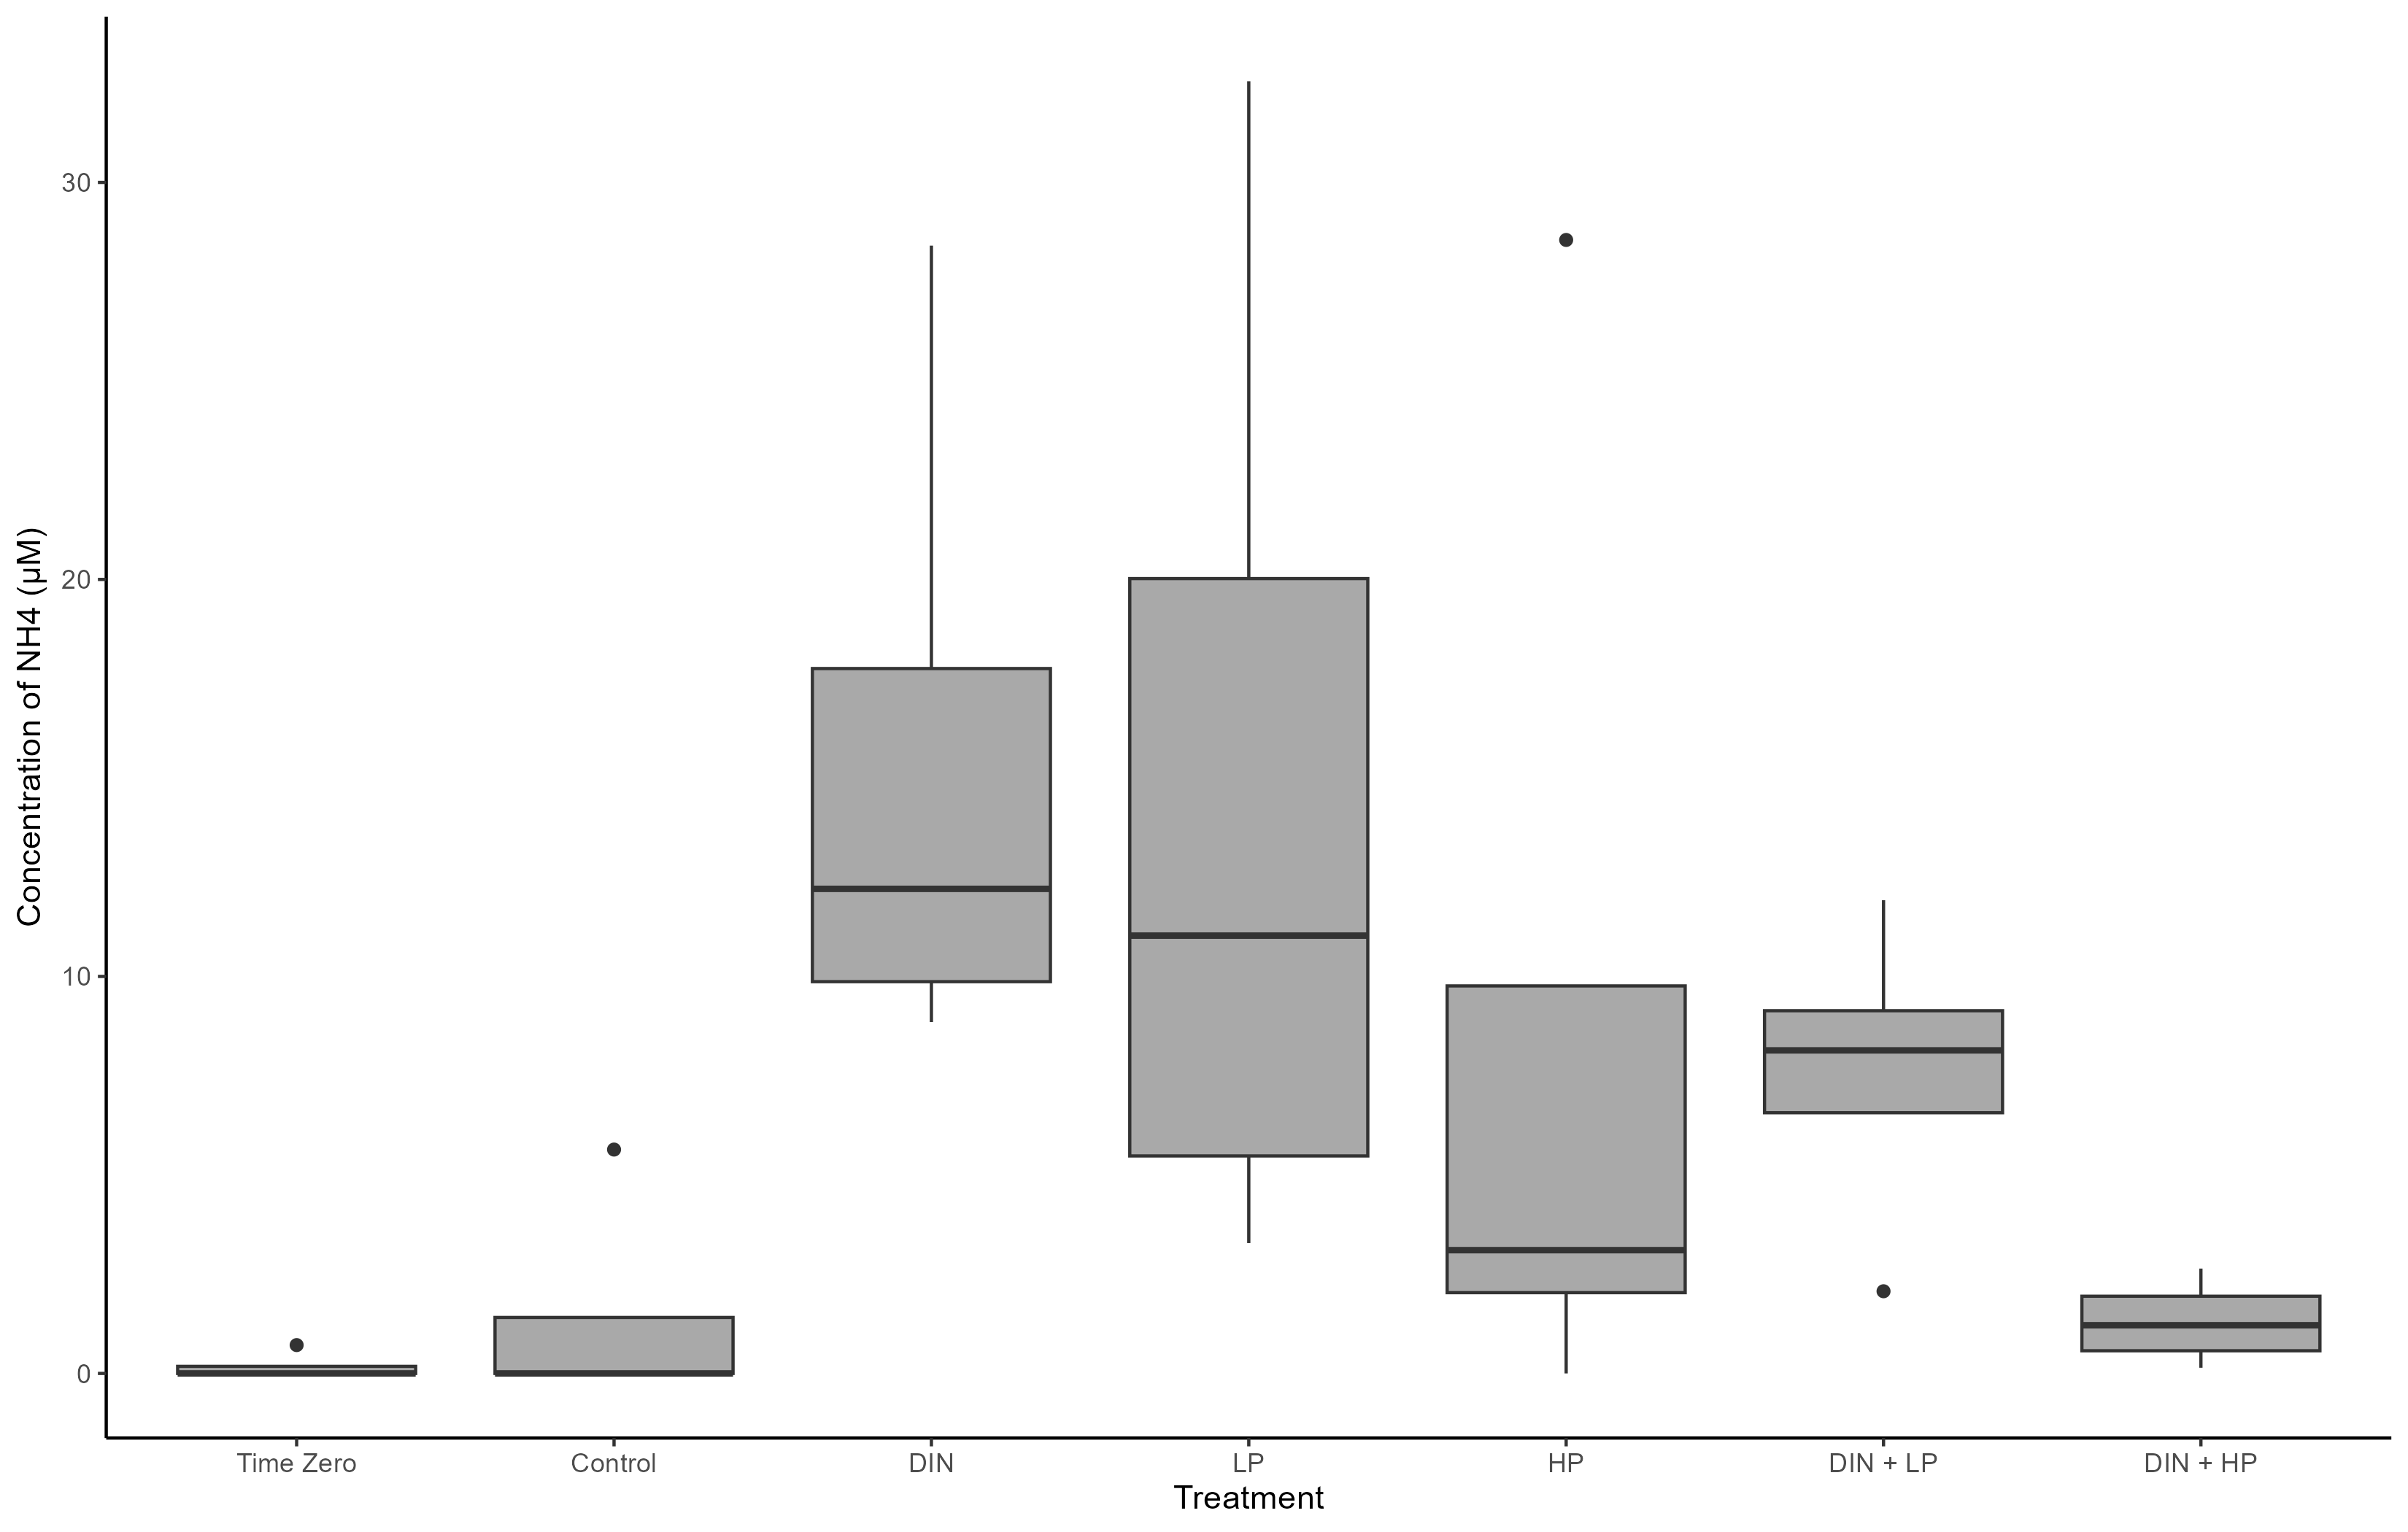 Concentration of NH4 (µM)
30
20
10
0
Time Zero Control DIN LP HP DIN + LP DIN + HP
Treatment